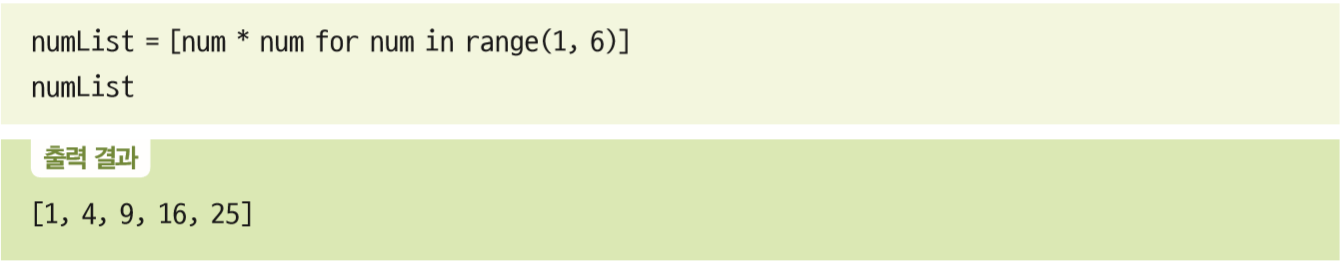 numList = [num * num for num in range(1, 6)]
numList
출력 결과
[1, 4, 9, 16, 25]